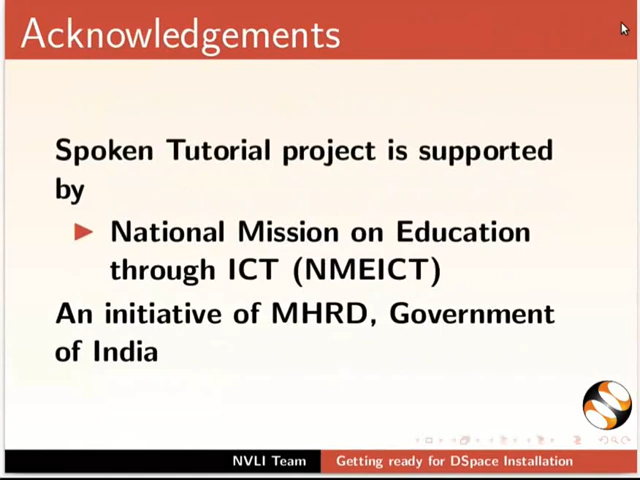 Acknowledgements
Spoken Tutorial project is supported
by
National Mission on Education
through ICT (NMEICT)
An initiative of MHRD, Government
of India
NVLI Team
Getting ready for DSpace Installation